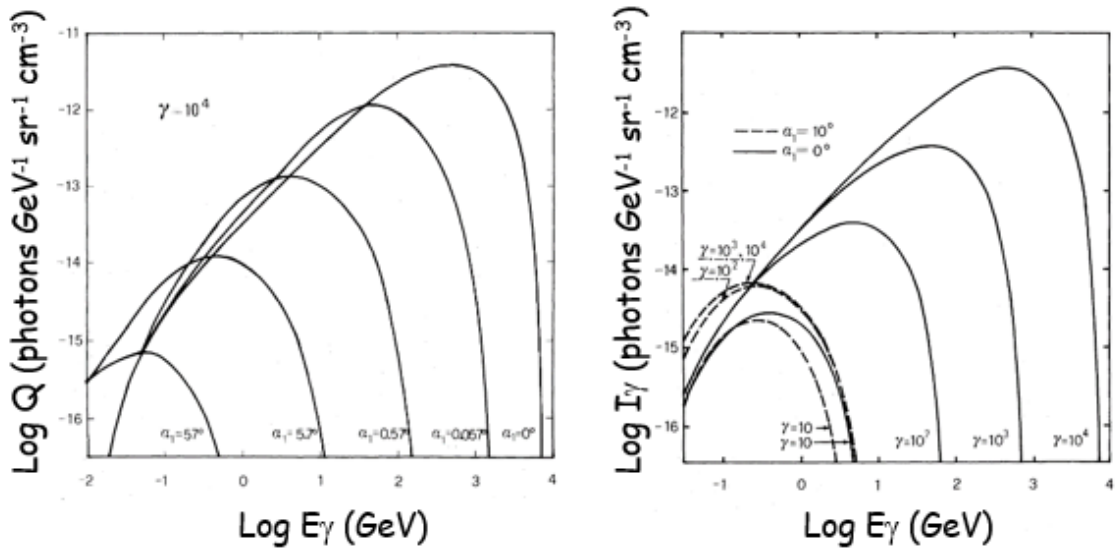 Log Q (photons GeV-1 sr-1 cm-3)
-11
-12
-13
-14
-15
-16
γ = 10⁴
α₁=57°
α₁=5.7°
α₁=0.57°
α₁=0.057°
α₁=0°
-2
-1
0
1
2
3
4
Log Eγ (GeV)
Log Iγ (photons GeV-1 sr-1 cm-3)
-12
-13
-14
-15
-16
α₁= 10°
α₁= 0°
γ=10³, 10⁴
γ=10²
γ=10
γ=10
γ=10²
γ=10³
γ=10⁴
-1
0
1
2
3
4
Log Eγ (GeV)